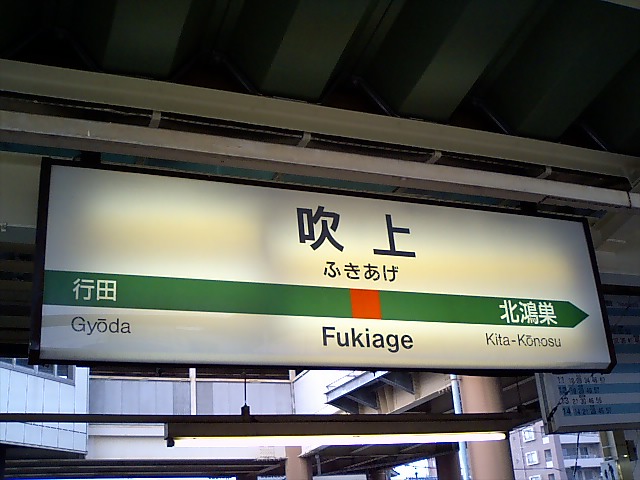 吹上
ふきあげ
行田
北鴻巣
Gyōda
Fukiage
Kita-Kōnosu